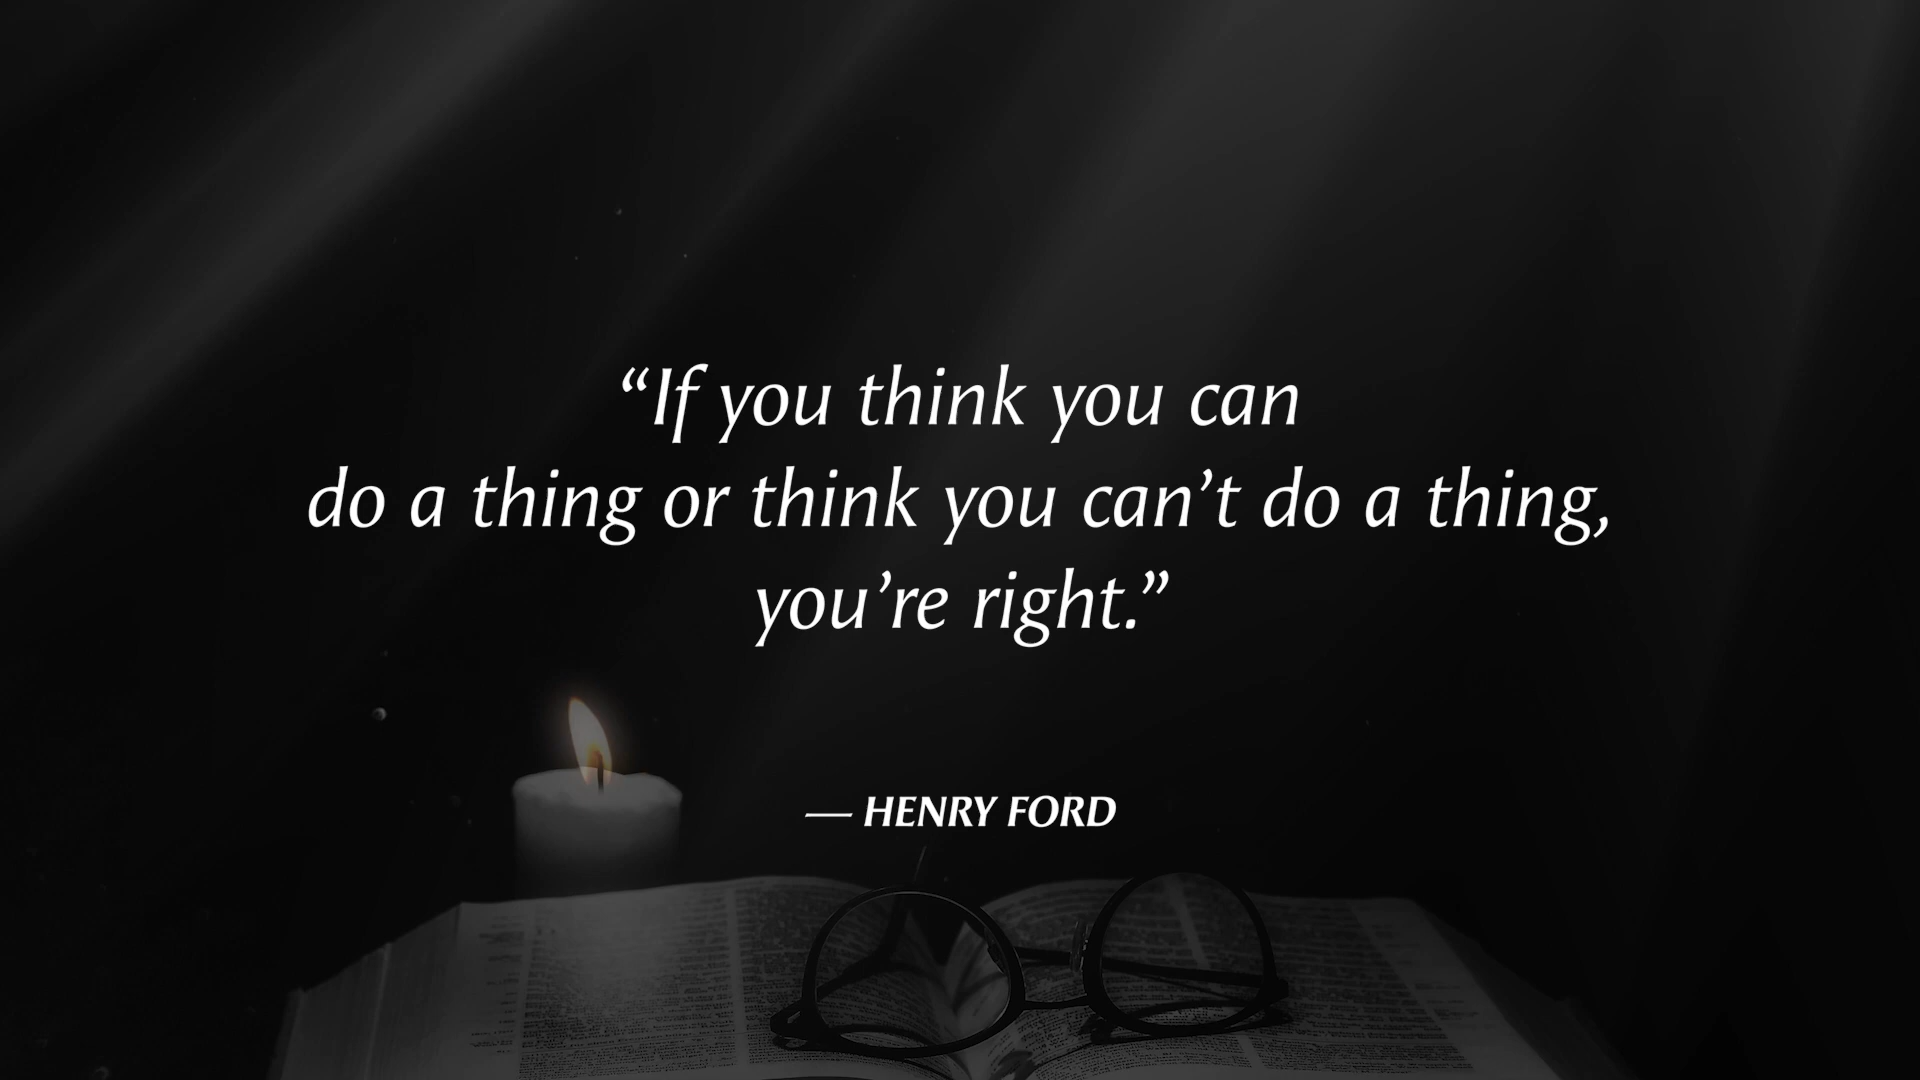 “If you think you can
do a thing or think you can’t do a thing,
you’re right.”
— HENRY FORD